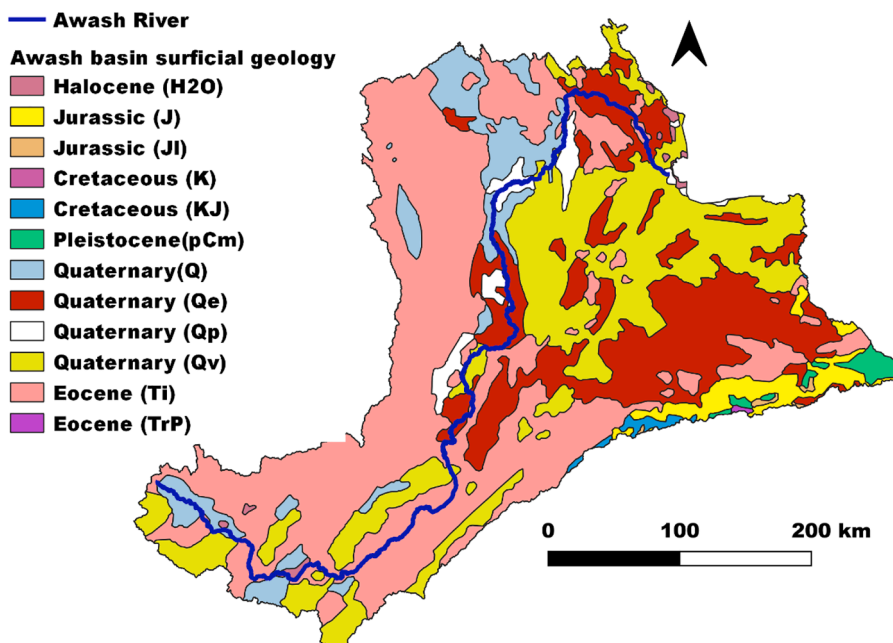 Awash River
Awash basin surficial geology
Halocene (H2O)
Jurassic (J)
Jurassic (Jl)
Cretaceous (K)
Cretaceous (KJ)
Pleistocene(pCm)
Quaternary(Q)
Quaternary (Qe)
Quaternary (Qp)
Quaternary (Qv)
Eocene (Ti)
Eocene (TrP)
0 100 200 km